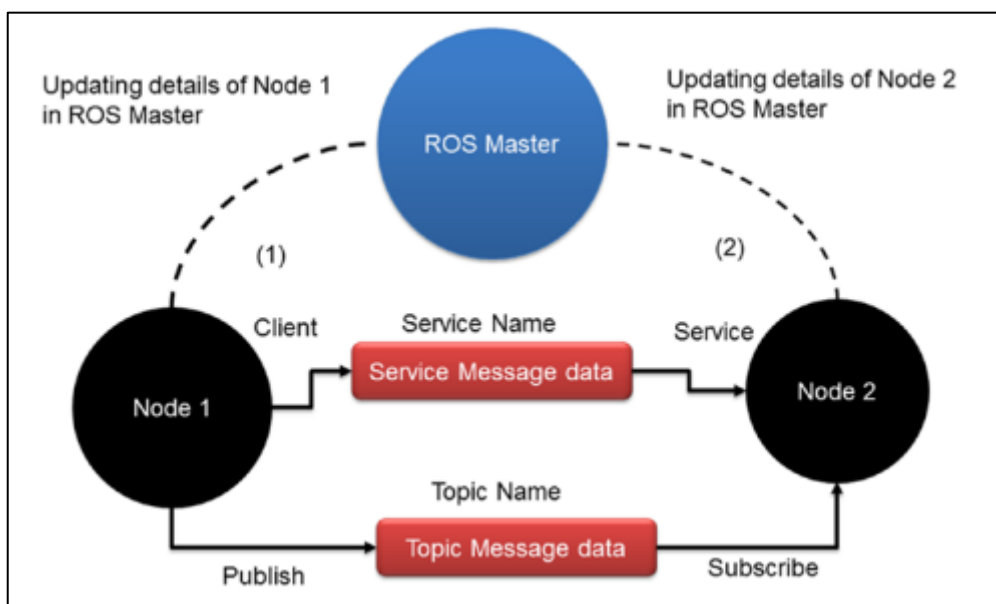 Updating details of Node 1
in ROS Master
Updating details of Node 2
in ROS Master
ROS Master
(1)
(2)
Client
Service Name
Service
Service Message data
Node 1
Node 2
Topic Name
Topic Message data
Publish
Subscribe